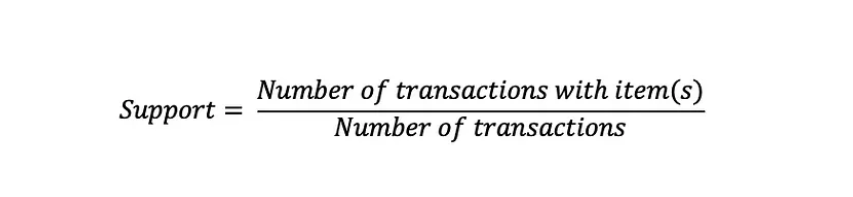 Support = Number of transactions with item(s)
Number of transactions